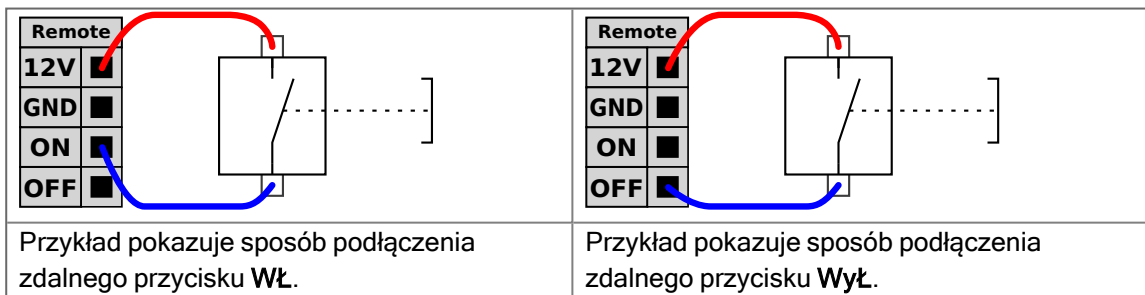 Remote
12V
GND
ON
OFF
Przykład pokazuje sposób podłączenia
zdalnego przycisku WŁ.
Remote
12V
GND
ON
OFF
Przykład pokazuje sposób podłączenia
zdalnego przycisku WyŁ.